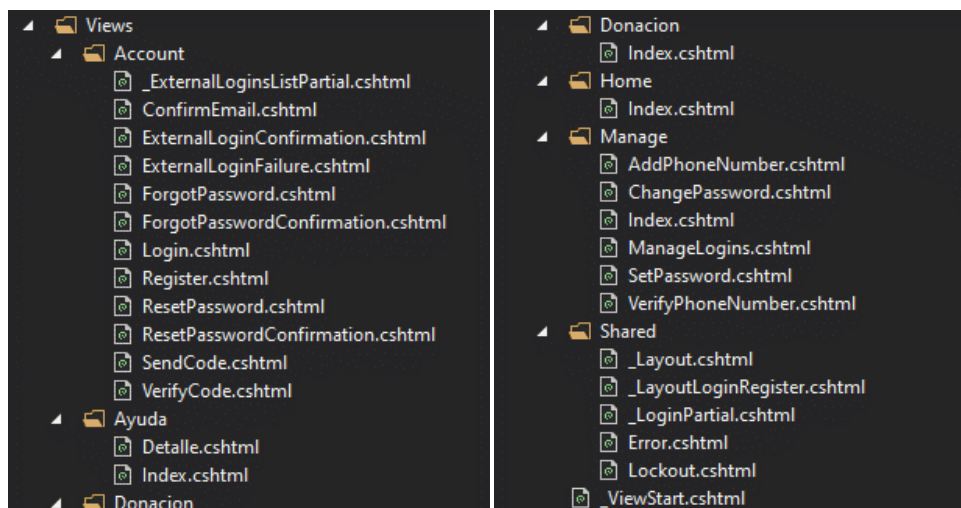 Views
Account
_ExternalLoginsListPartial.cshtml
ConfirmEmail.cshtml
ExternalLoginConfirmation.cshtml
ExternalLoginFailure.cshtml
ForgotPassword.cshtml
ForgotPasswordConfirmation.cshtml
Login.cshtml
Register.cshtml
ResetPassword.cshtml
ResetPasswordConfirmation.cshtml
SendCode.cshtml
VerifyCode.cshtml
Ayuda
Detalle.cshtml
Index.cshtml
Donacion
Donacion
Index.cshtml
Home
Index.cshtml
Manage
AddPhoneNumber.cshtml
ChangePassword.cshtml
Index.cshtml
ManageLogins.cshtml
SetPassword.cshtml
VerifyPhoneNumber.cshtml
Shared
_Layout.cshtml
_LayoutLoginRegister.cshtml
_LoginPartial.cshtml
Error.cshtml
Lockout.cshtml
_ViewStart.cshtml